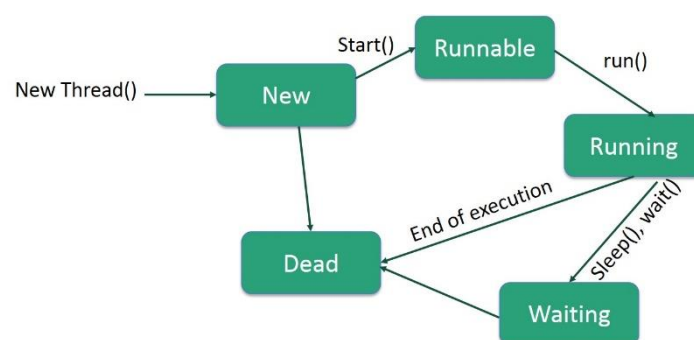 Start()
Runnable
run()
New Thread()
New
Running
End of execution
Sleep(), wait()
Dead
Waiting